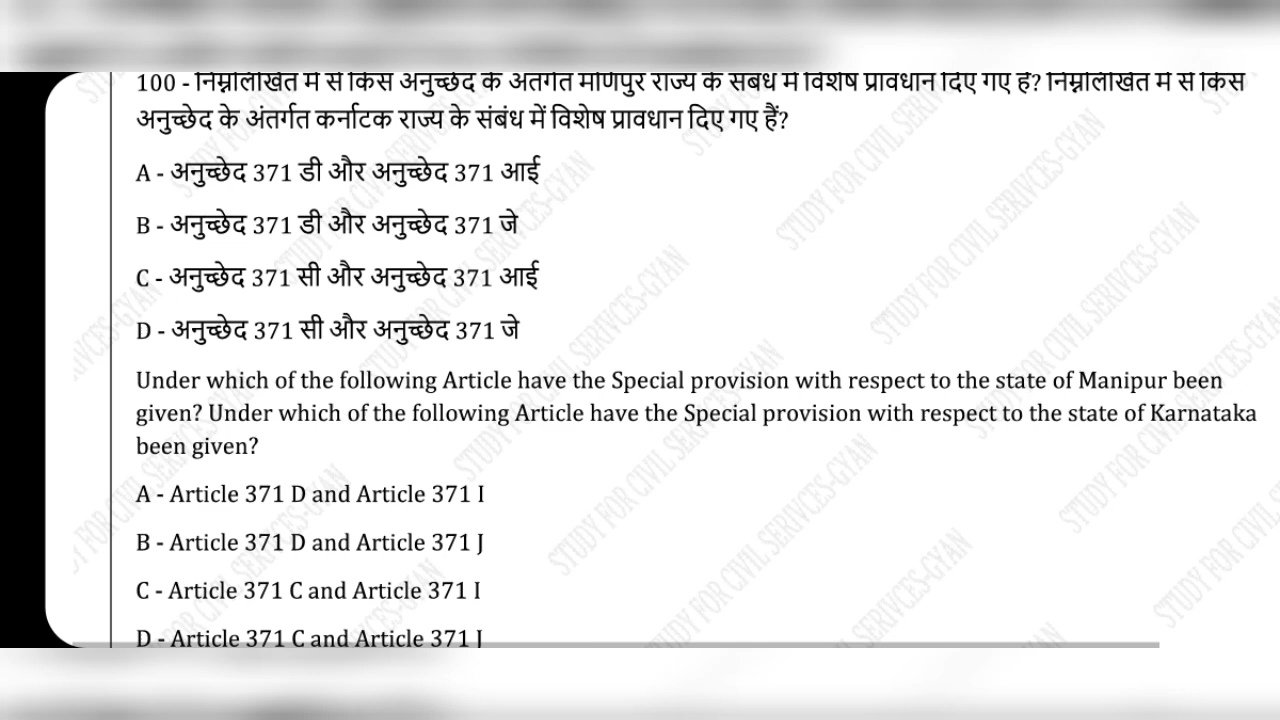 100 - निम्नलिखित में से किस अनुच्छेद के अंतर्गत मणिपुर राज्य के संबंध में विशेष प्रावधान दिए गए हैं? निम्नलिखित में से किस
अनुच्छेद के अंतर्गत कर्नाटक राज्य के संबंध में विशेष प्रावधान दिए गए हैं?
A - अनुच्छेद 371 डी और अनुच्छेद 371 आई
B - अनुच्छेद 371 डी और अनुच्छेद 371 जे
C - अनुच्छेद 371 सी और अनुच्छेद 371 आई
D - अनुच्छेद 371 सी और अनुच्छेद 371 जे
Under which of the following Article have the Special provision with respect to the state of Manipur been
given? Under which of the following Article have the Special provision with respect to the state of Karnataka
been given?
A - Article 371 D and Article 371 I
B - Article 371 D and Article 371 J
C - Article 371 C and Article 371 I
D - Article 371 C and Article 371 J
STUDY FOR CIVIL SERIVCES-GYAN